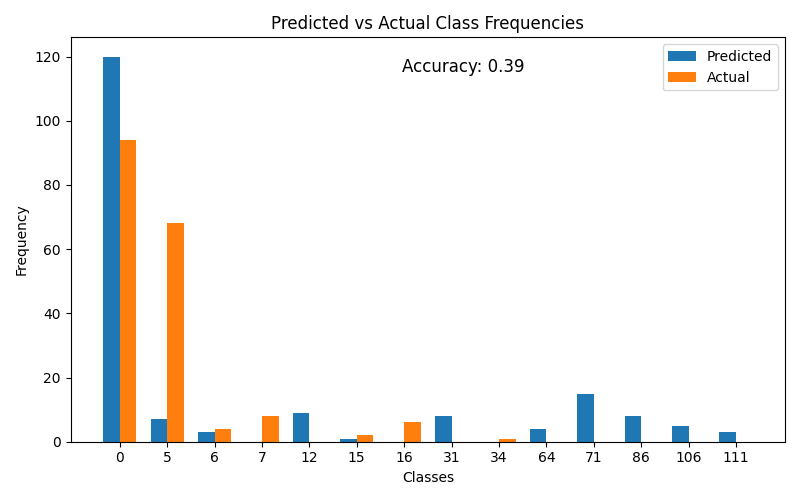 Predicted vs Actual Class Frequencies
Accuracy: 0.39
Predicted
Actual
Frequency
120
100
80
60
40
20
0
0 5 6 7 12 15 16 31 34 64 71 86 106 111
Classes